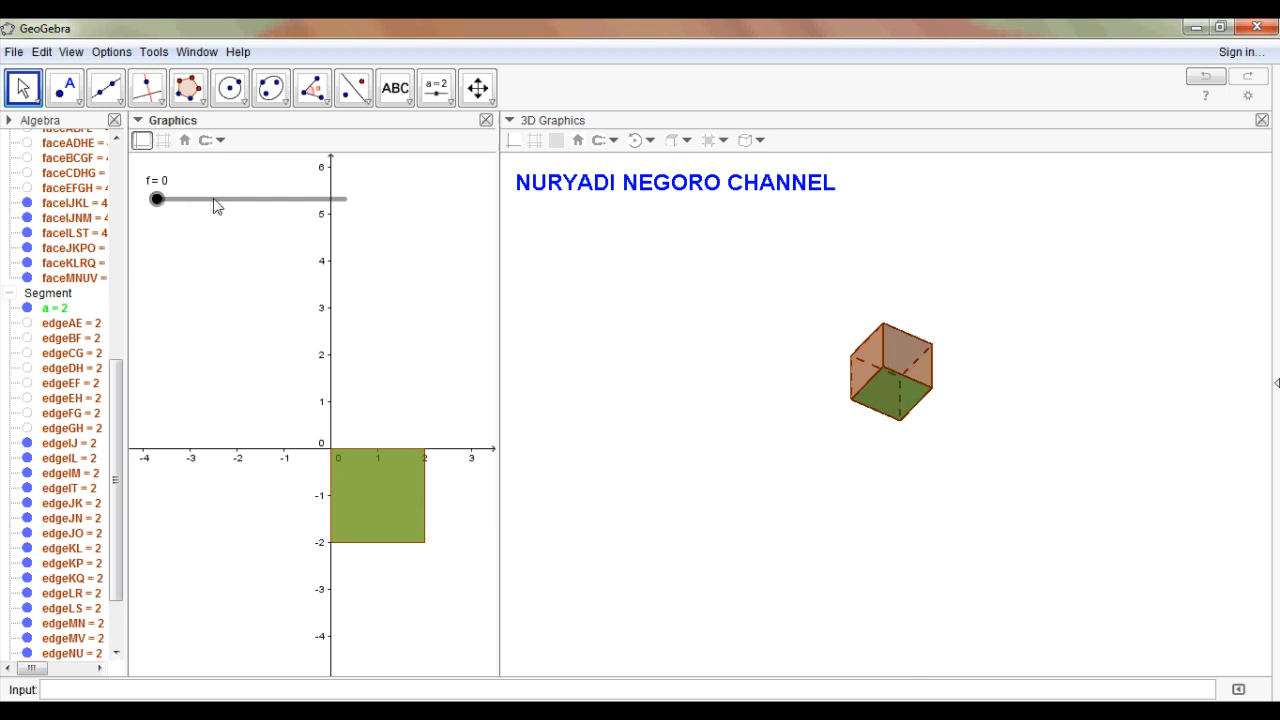 GeoGebra
File Edit View Options Tools Window Help
Sign in...
A
ABC
a=2
?
Algebra
Graphics
3D Graphics
faceADHE =
faceBCGF = 4
faceCDHG =
faceEFGH = 4
faceIJKL = 4
faceIJNM = 4
faceILST = 4
faceJKPO =
faceKLRQ =
faceMNUV =
Segment
a = 2
edgeAE = 2
edgeBF = 2
edgeCG = 2
edgeDH = 2
edgeEF = 2
edgeEH = 2
edgeFG = 2
edgeGH = 2
edgeIJ = 2
edgeIL = 2
edgeIM = 2
edgeIT = 2
edgeJK = 2
edgeJN = 2
edgeJO = 2
edgeKL = 2
edgeKP = 2
edgeKQ = 2
edgeLR = 2
edgeLS = 2
edgeMN = 2
edgeMV = 2
edgeNU = 2
f = 0
6
5
4
3
2
1
0
-4 -3 -2 -1 0 1 2 3
-1
-2
-3
-4
NURYADI NEGORO CHANNEL
Input: